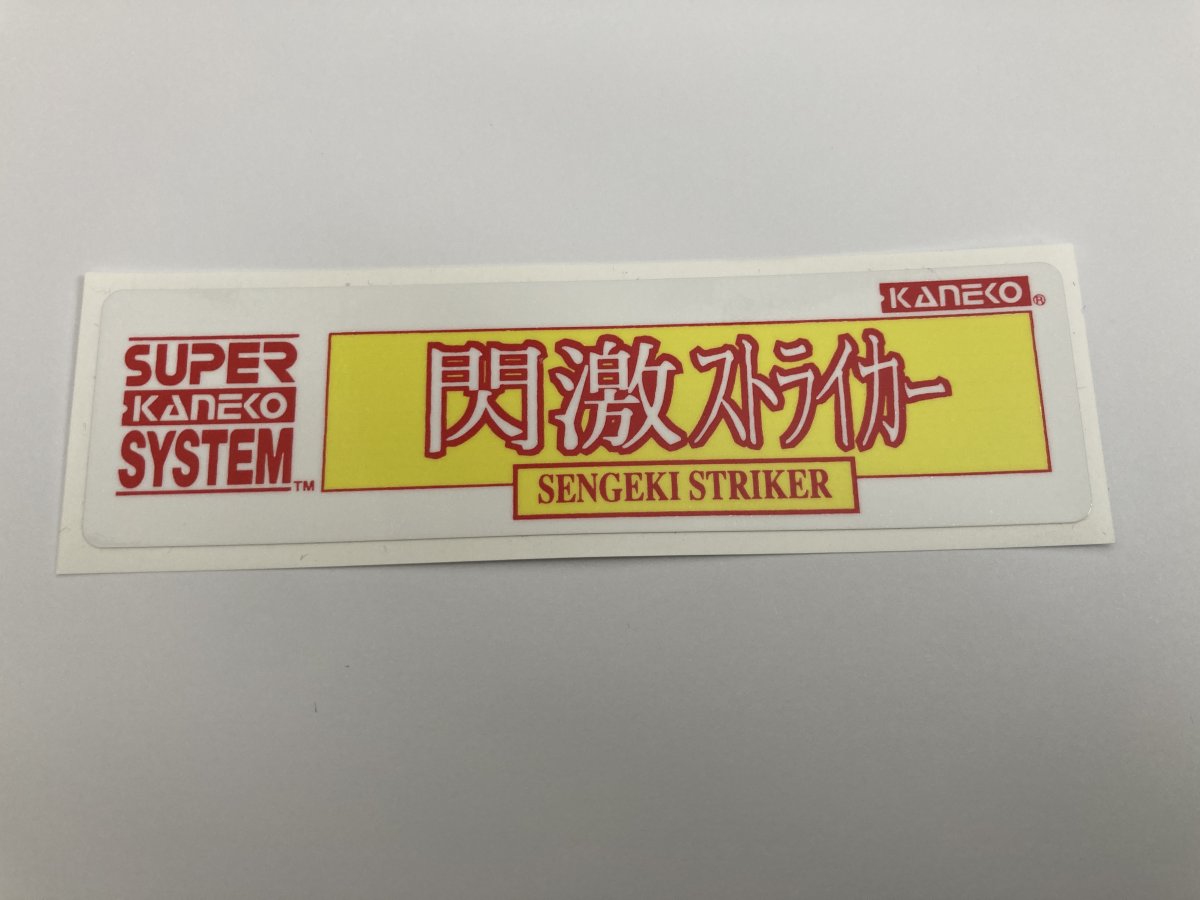 KANEKO®
SUPER
KANEKO
SYSTEM™
閃激ストライカー
SENGEKI STRIKER